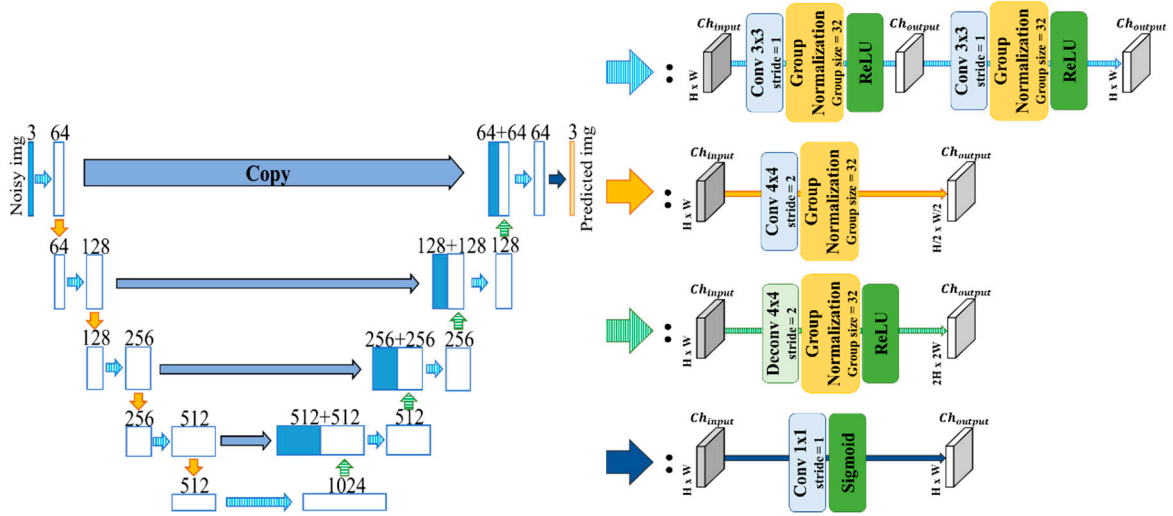 3 64
Noisy img
Copy
64+64 64 3
Predicted img
64 128
128+128 128
128 256
256+256 256
256 512
512+512 512
512
1024
Ch_input
H x W
Conv 3x3
stride = 1
Group
Normalization
Group size = 32
ReLU
Ch_output
Conv 3x3
stride = 1
Group
Normalization
Group size = 32
ReLU
H x W
Ch_output
Ch_input
H x W
Conv 4x4
stride = 2
Group
Normalization
Group size = 32
H/2 x W/2
Ch_output
Ch_input
H x W
Deconv 4x4
stride = 2
Group
Normalization
Group size = 32
ReLU
2H x 2W
Ch_output
Ch_input
H x W
Conv 1x1
stride = 1
Sigmoid
H x W
Ch_output